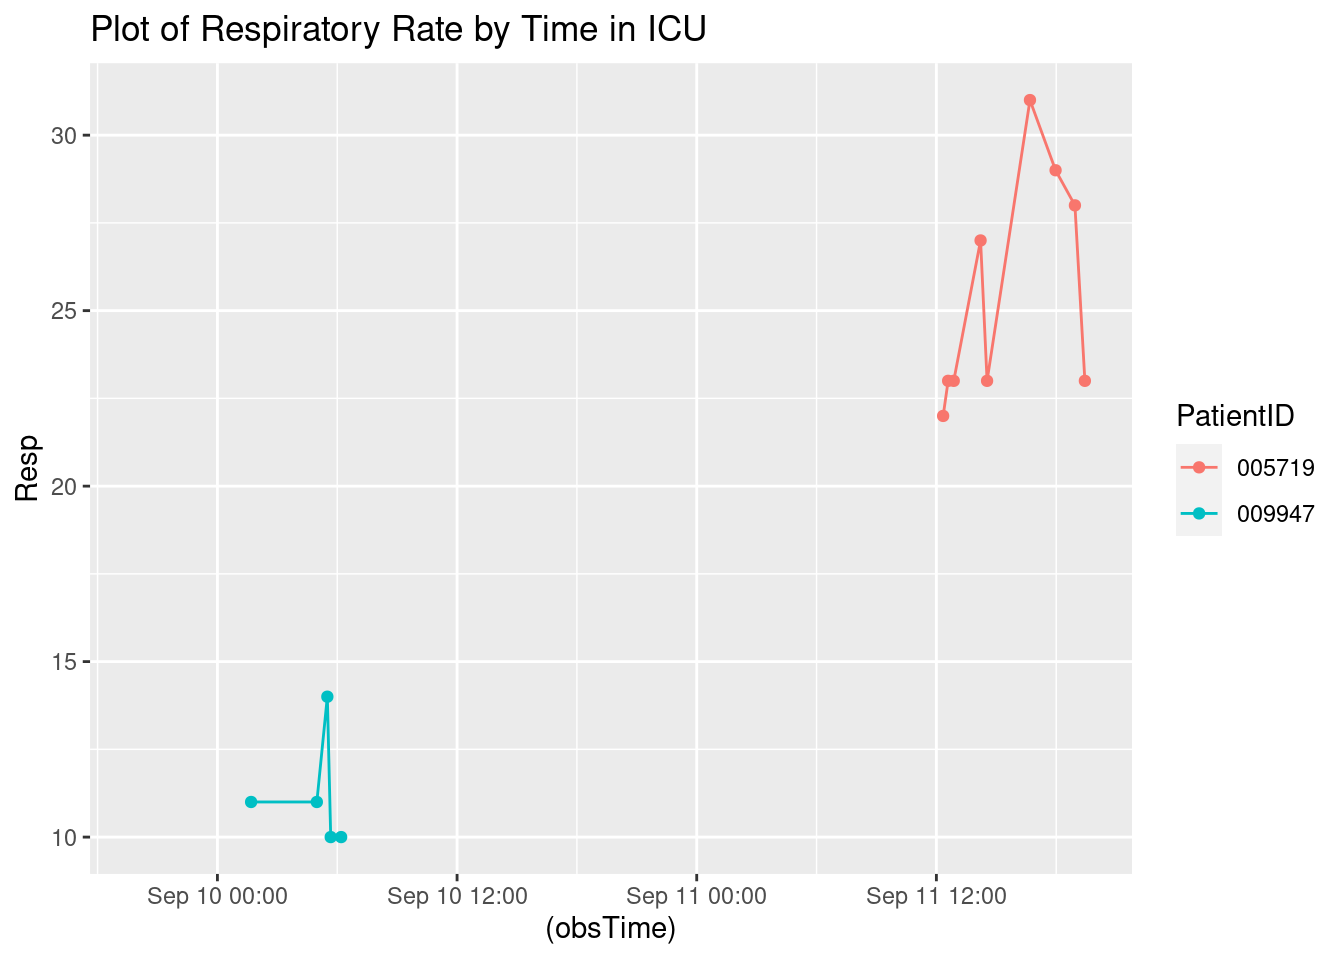 Plot of Respiratory Rate by Time in ICU
30
25
20
15
10
Resp
Sep 10 00:00
Sep 10 12:00
Sep 11 00:00
Sep 11 12:00
(obsTime)
PatientID
005719
009947